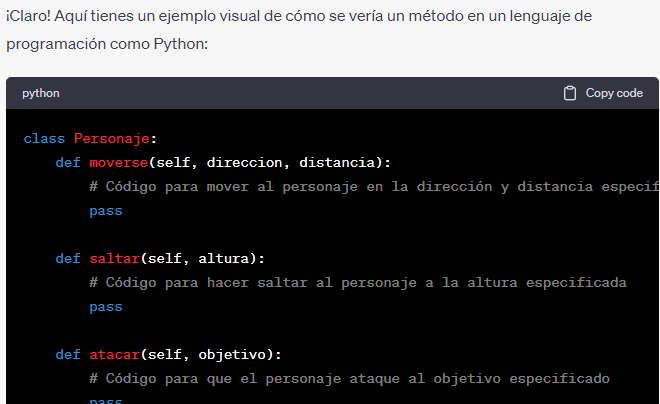 ¡Claro! Aquí tienes un ejemplo visual de cómo se vería un método en un lenguaje de
programación como Python:
python
Copy code
class Personaje:
def moverse(self, direccion, distancia):
# Código para mover al personaje en la dirección y distancia especif
pass
def saltar(self, altura):
# Código para hacer saltar al personaje a la altura especificada
pass
def atacar(self, objetivo):
# Código para que el personaje ataque al objetivo especificado
pass